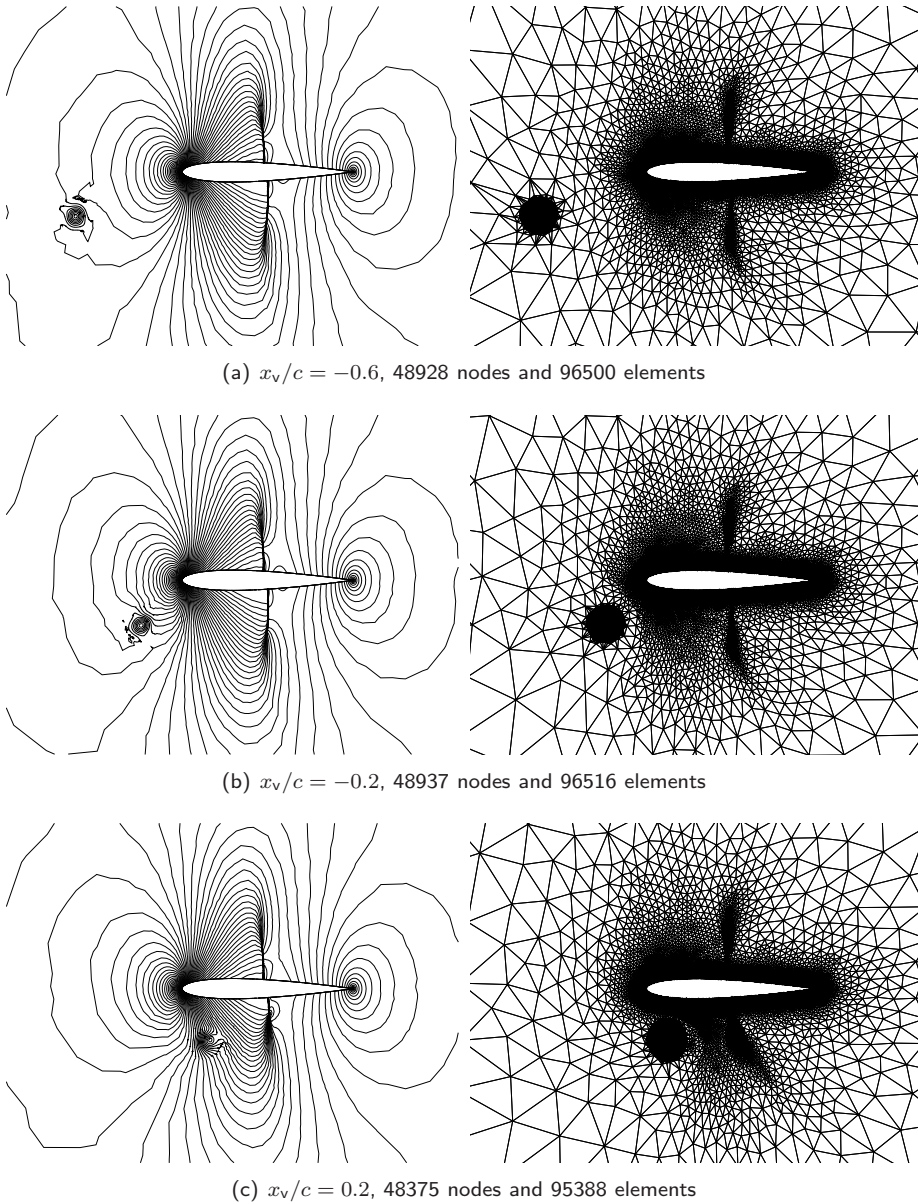 (a) x_v/c = −0.6, 48928 nodes and 96500 elements
(b) x_v/c = −0.2, 48937 nodes and 96516 elements
(c) x_v/c = 0.2, 48375 nodes and 95388 elements